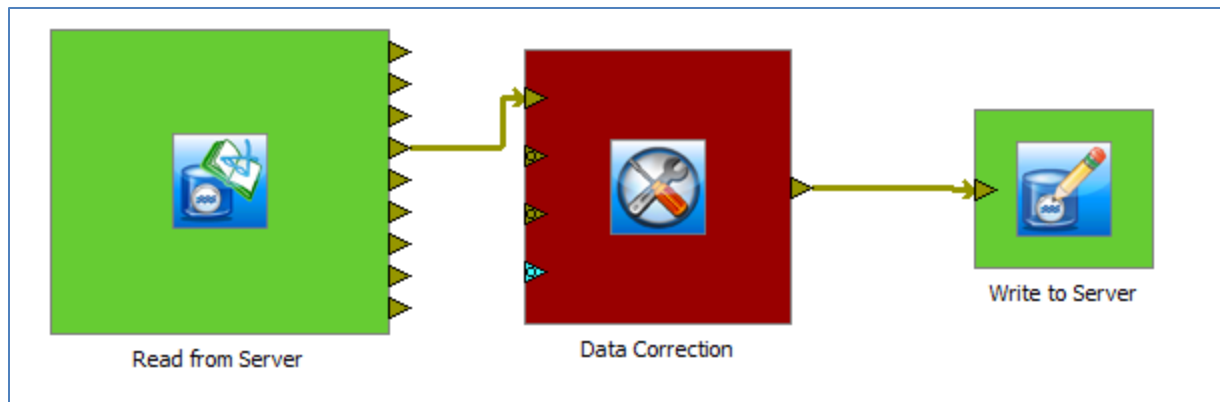 Read from Server
Data Correction
Write to Server